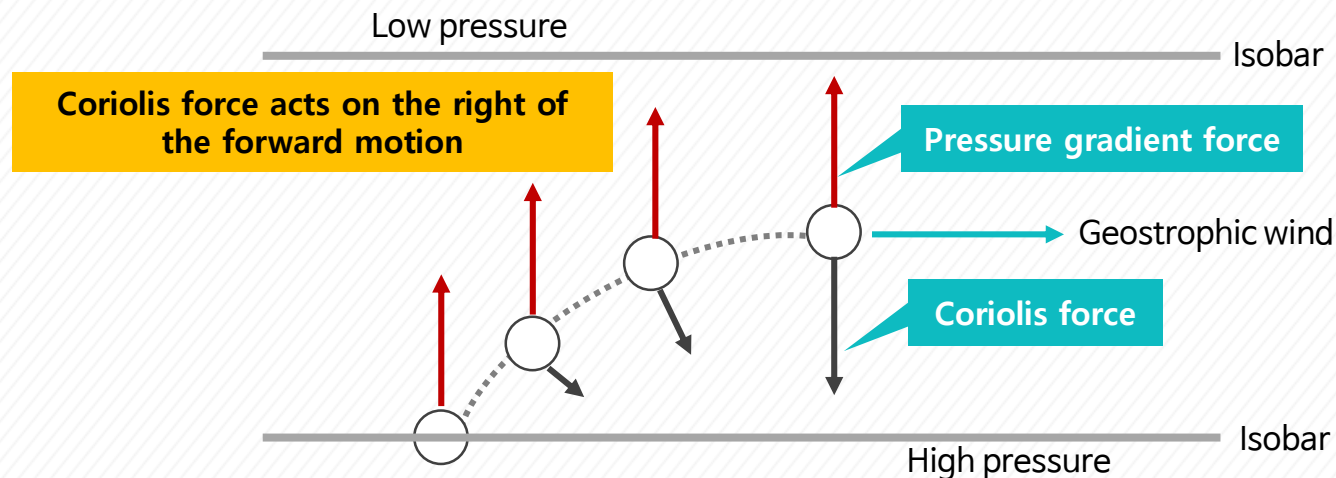 Low pressure
Isobar
Coriolis force acts on the right of
the forward motion
Pressure gradient force
Geostrophic wind
Coriolis force
Isobar
High pressure